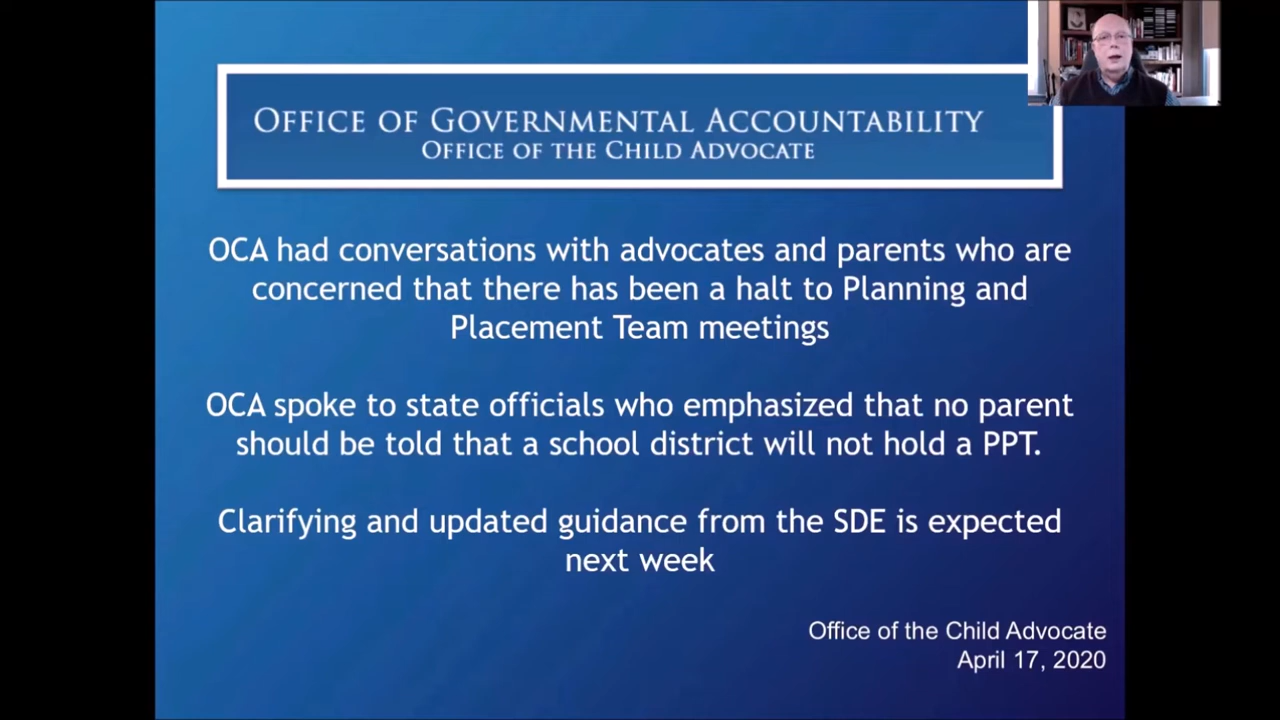 OFFICE OF GOVERNMENTAL ACCOUNTABILITY
OFFICE OF THE CHILD ADVOCATE
OCA had conversations with advocates and parents who are
concerned that there has been a halt to Planning and
Placement Team meetings
OCA spoke to state officials who emphasized that no parent
should be told that a school district will not hold a PPT.
Clarifying and updated guidance from the SDE is expected
next week
Office of the Child Advocate
April 17, 2020